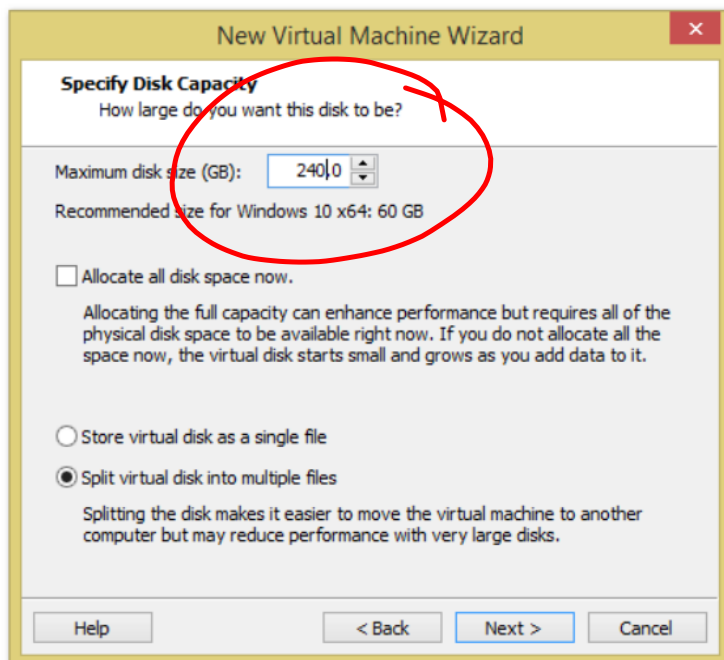 New Virtual Machine Wizard
Specify Disk Capacity
How large do you want this disk to be?
Maximum disk size (GB): 240.0
Recommended size for Windows 10 x64: 60 GB
Allocate all disk space now.
Allocating the full capacity can enhance performance but requires all of the
physical disk space to be available right now. If you do not allocate all the
space now, the virtual disk starts small and grows as you add data to it.
Store virtual disk as a single file
Split virtual disk into multiple files
Splitting the disk makes it easier to move the virtual machine to another
computer but may reduce performance with very large disks.
Help < Back Next > Cancel